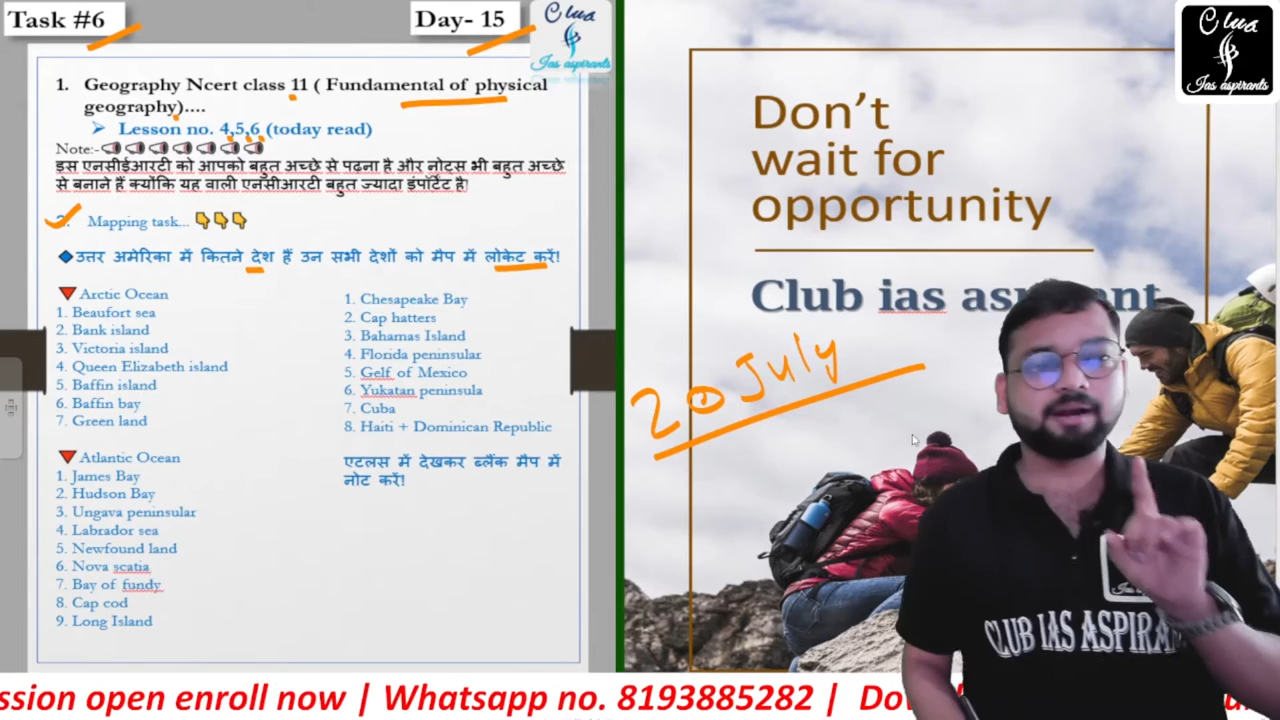 Task #6
Day- 15
Clua
Ias aspirants
1. Geography Ncert class 11 ( Fundamental of physical
geography)....
➤ Lesson no. 4,5,6 (today read)
Note:-
इस एनसीईआरटी को आपको बहुत अच्छे से पढ़ना है और नोट्स भी बहुत अच्छे
से बनाने हैं क्योंकि यह वाली एनसीआरटी बहुत ज्यादा इंपॉर्टेंट है!
Mapping task... 👇👇👇
🔷उत्तर अमेरिका में कितने देश हैं उन सभी देशों को मैप में लोकेट करें!
🔻Arctic Ocean
1. Beaufort sea
2. Bank island
3. Victoria island
4. Queen Elizabeth island
5. Baffin island
6. Baffin bay
7. Green land
🔻Atlantic Ocean
1. James Bay
2. Hudson Bay
3. Ungava peninsular
4. Labrador sea
5. Newfound land
6. Nova scatia
7. Bay of fundy
8. Cap cod
9. Long Island
1. Chesapeake Bay
2. Cap hatters
3. Bahamas Island
4. Florida peninsular
5. Gelf of Mexico
6. Yukatan peninsula
7. Cuba
8. Haiti + Dominican Republic
एटलस में देखकर ब्लैंक मैप में
नोट करें!
Clua
Ias aspirants
Don't
wait for
opportunity
Club ias
20 July
CLUB IAS
ssion open enroll now | Whatsapp no. 8193885282 |